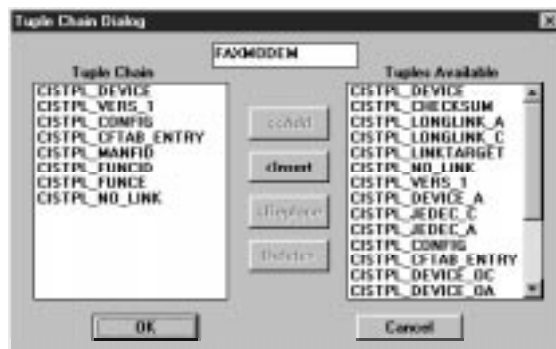 Tuple Chain Dialog
FAXMODEM
Tuple Chain
CISTPL_DEVICE
CISTPL_VERS_1
CISTPL_CONFIG
CISTPL_CFTAB_ENTRY
CISTPL_MANFID
CISTPL_FUNCID
CISTPL_FUNCE
CISTPL_NO_LINK
<<Add
<Insert
<Replace
Delete>
OK
Tuples Available
CISTPL_DEVICE
CISTPL_CHECKSUM
CISTPL_LONGLINK_A
CISTPL_LONGLINK_C
CISTPL_LINKTARGET
CISTPL_NO_LINK
CISTPL_VERS_1
CISTPL_DEVICE_A
CISTPL_JEDEC_C
CISTPL_JEDEC_A
CISTPL_CONFIG
CISTPL_CFTAB_ENTRY
CISTPL_DEVICE_OC
CISTPL_DEVICE_OA
Cancel